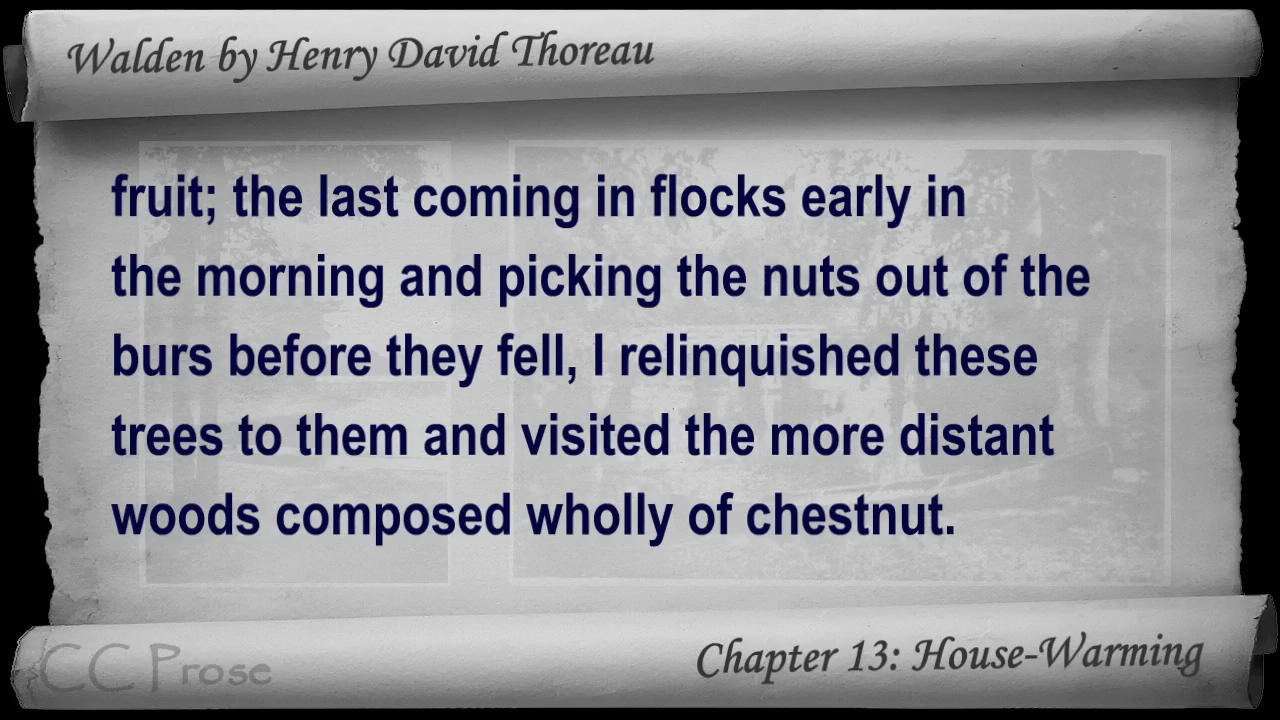 Walden by Henry David Thoreau
fruit; the last coming in flocks early in
the morning and picking the nuts out of the
burs before they fell, I relinquished these
trees to them and visited the more distant
woods composed wholly of chestnut.
CC Prose
Chapter 13: House-Warming